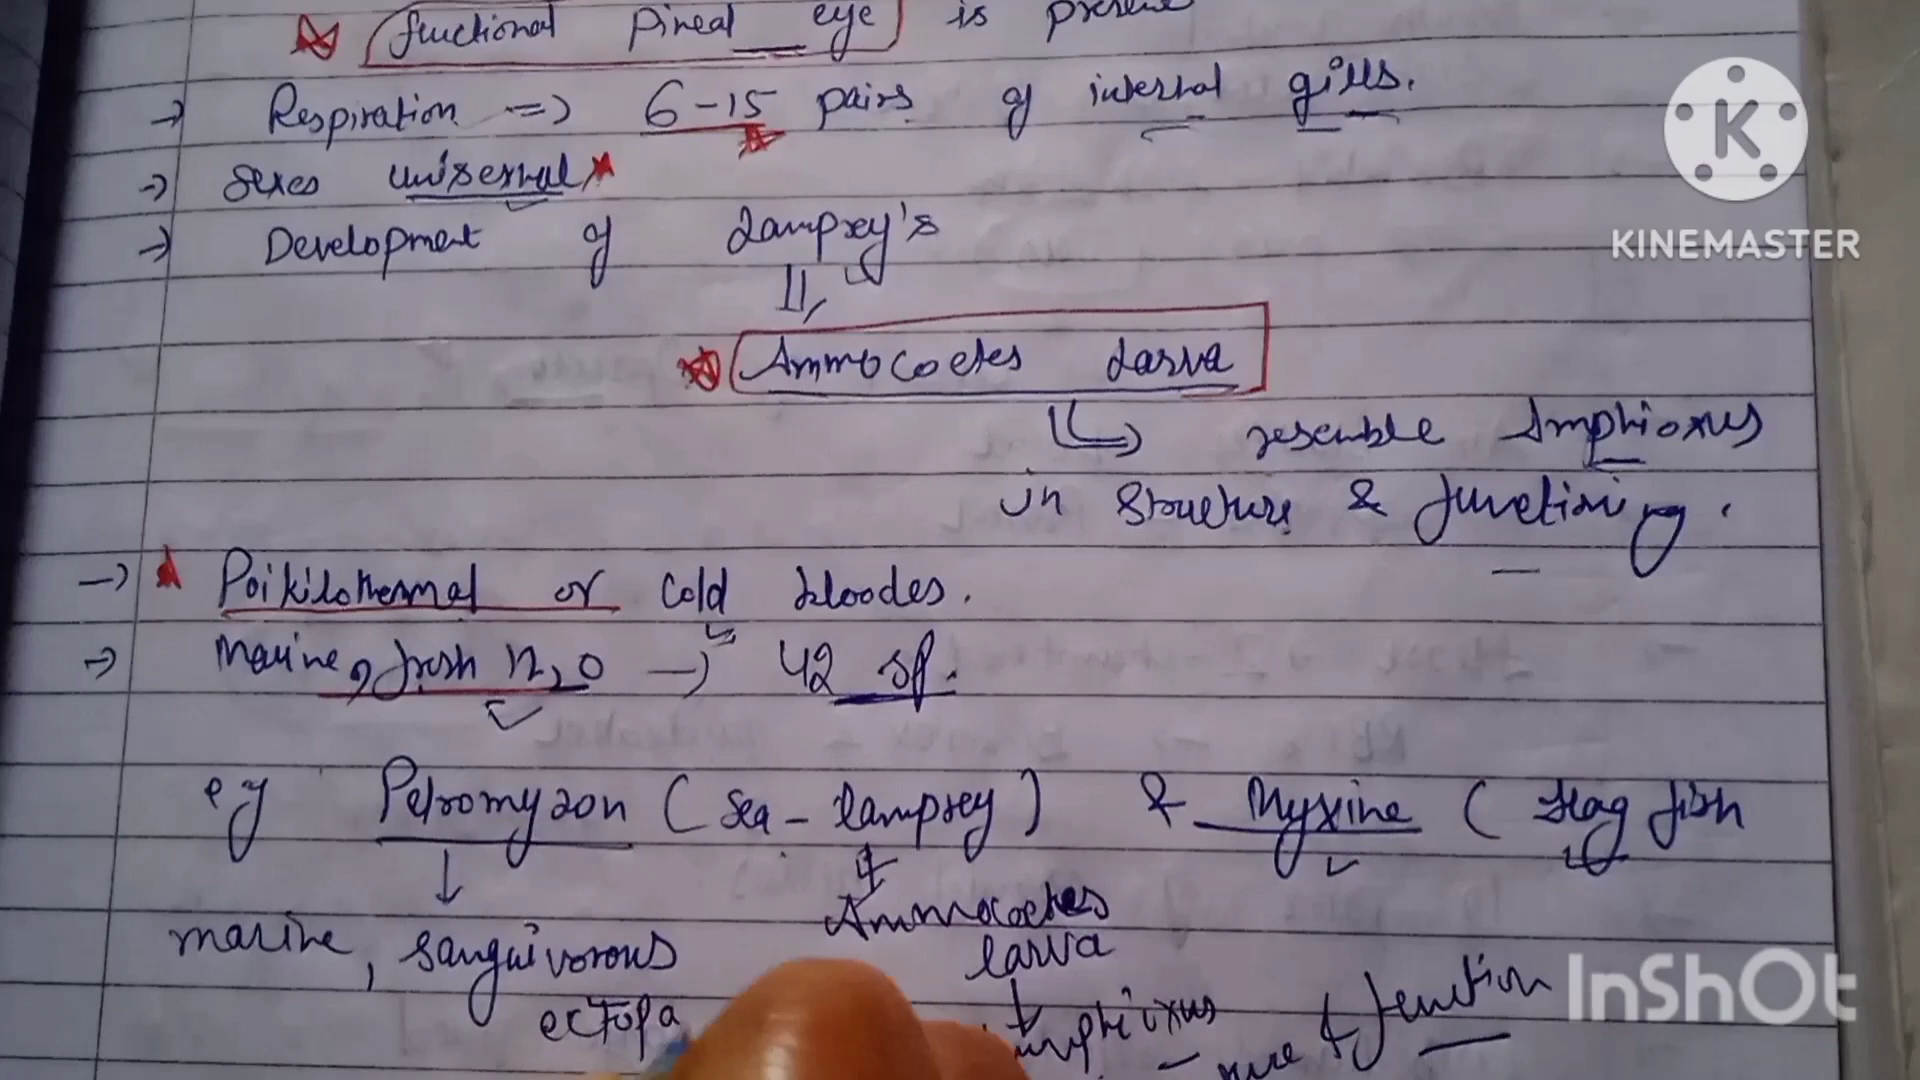 functional Pineal eye is present
Respiration => 6-15 pairs of internal gills.
KINEMASTER
→ Sexes unisexual
→ Development of Lamprey's
Ammocoetes Larva
resemble Amphioxus
in Structure & functioning.
→ Poikilothermal or Cold bloodes.
→ Marine, fresh H2O → 42 sp.
eg Petromyzon (Sea-lamprey) & Myxine (Hag fish
marine, sanguivorous Ammocoetes larva
ectopa
& function
InShOt